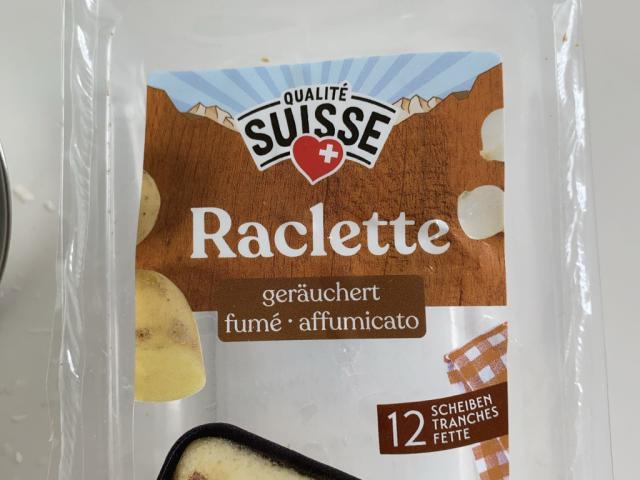 QUALITÉ
SUISSE
Raclette
geräuchert
fumé · affumicato
12 SCHEIBEN
TRANCHES
FETTE